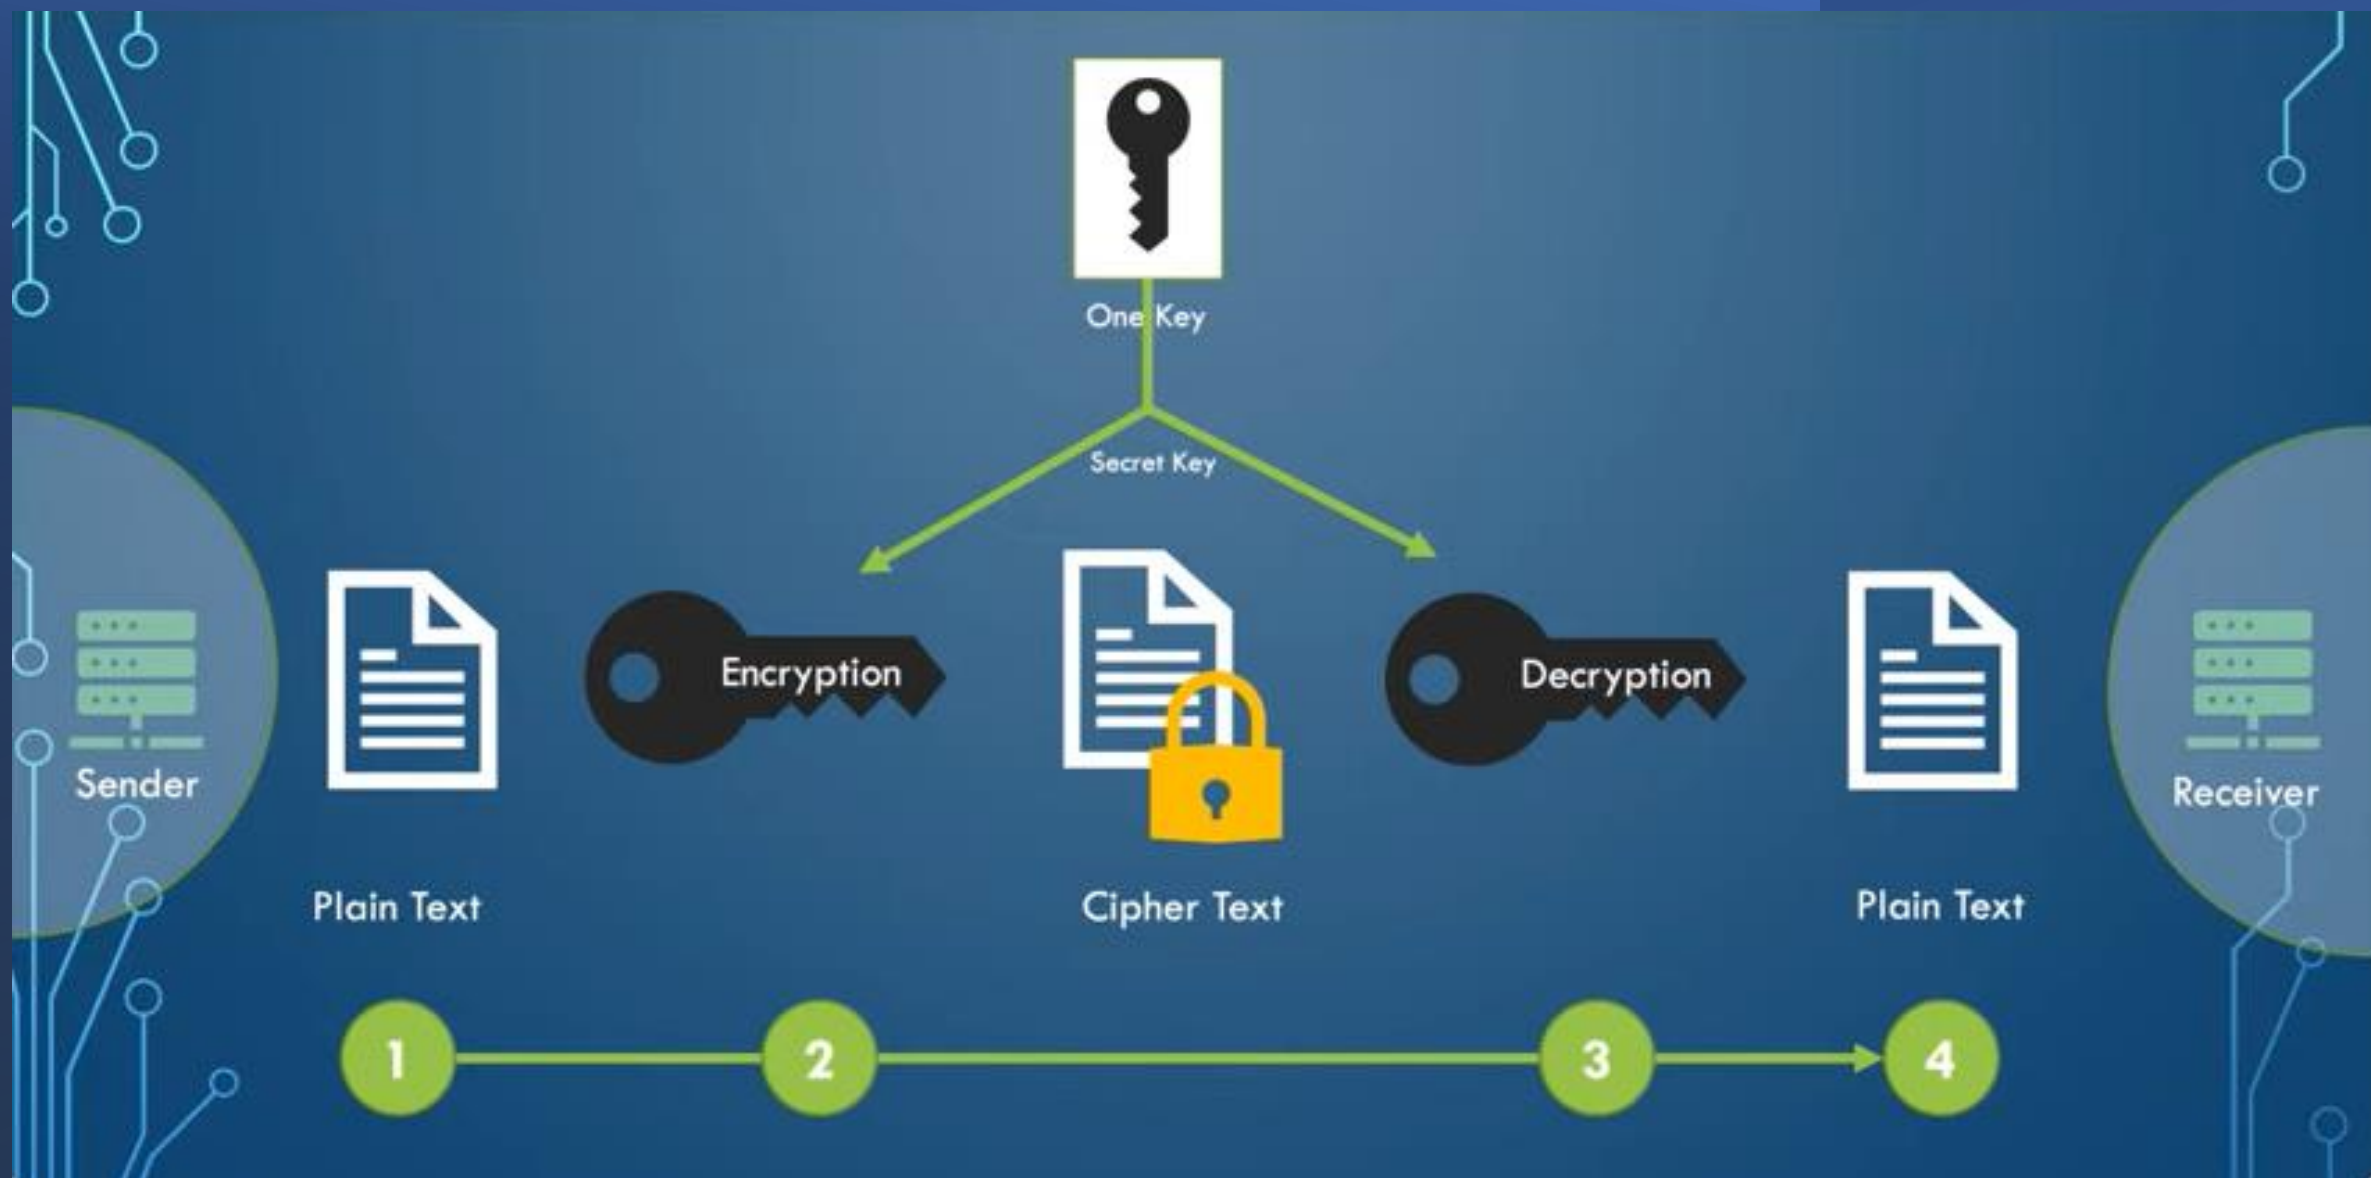 One Key
Secret Key
Encryption
Decryption
Sender
Receiver
Plain Text
Cipher Text
Plain Text
1
2
3
4